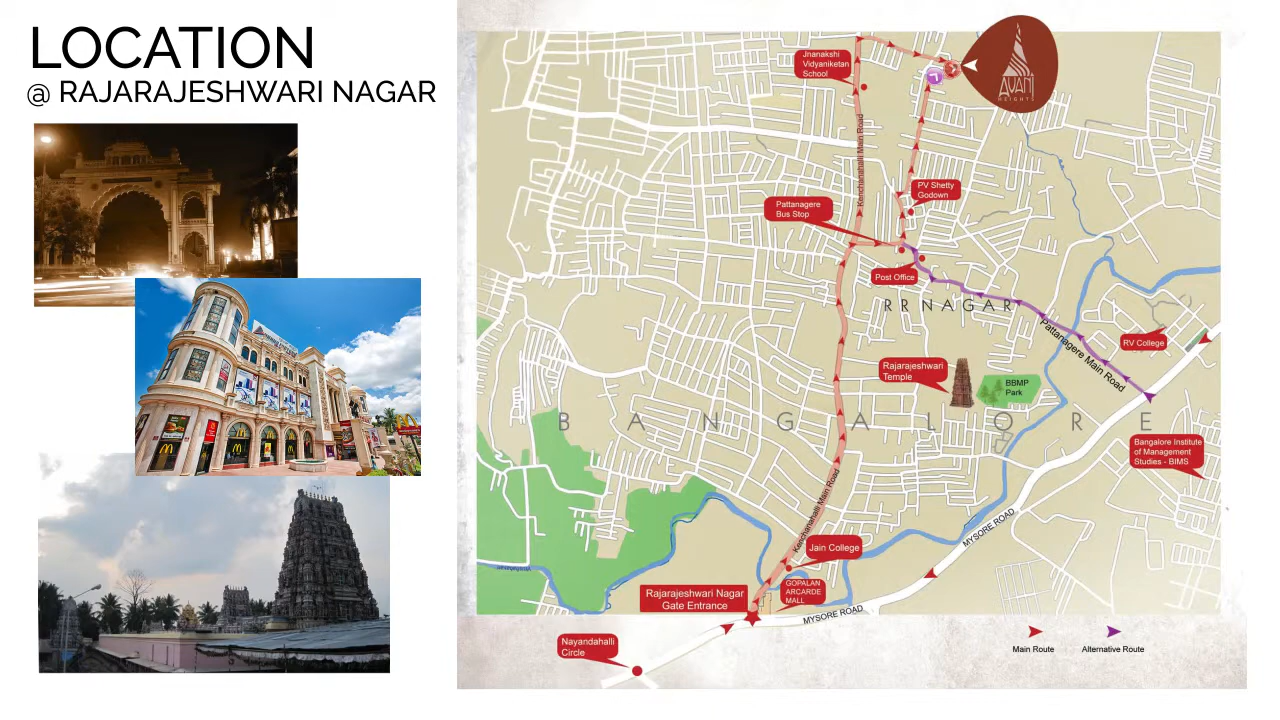 LOCATION
@ RAJARAJESHWARI NAGAR
Jnanakshi
Vidyaniketan
School
AVANI
HEIGHTS
Kenchanahalli Main Road
PV Shetty
Godown
Pattanagere
Bus Stop
Post Office
R R N A G A R
Pattanagere Main Road
RV College
Rajarajeshwari
Temple
BBMP
Park
B A N G A L O R E
Bangalore Institute
of Management
Studies - BIMS
Kenchanahalli Main Road
MYSORE ROAD
Jain College
GOPALAN
ARCARDE
MALL
Rajarajeshwari Nagar
Gate Entrance
MYSORE ROAD
Nayandahalli
Circle
Main Route
Alternative Route